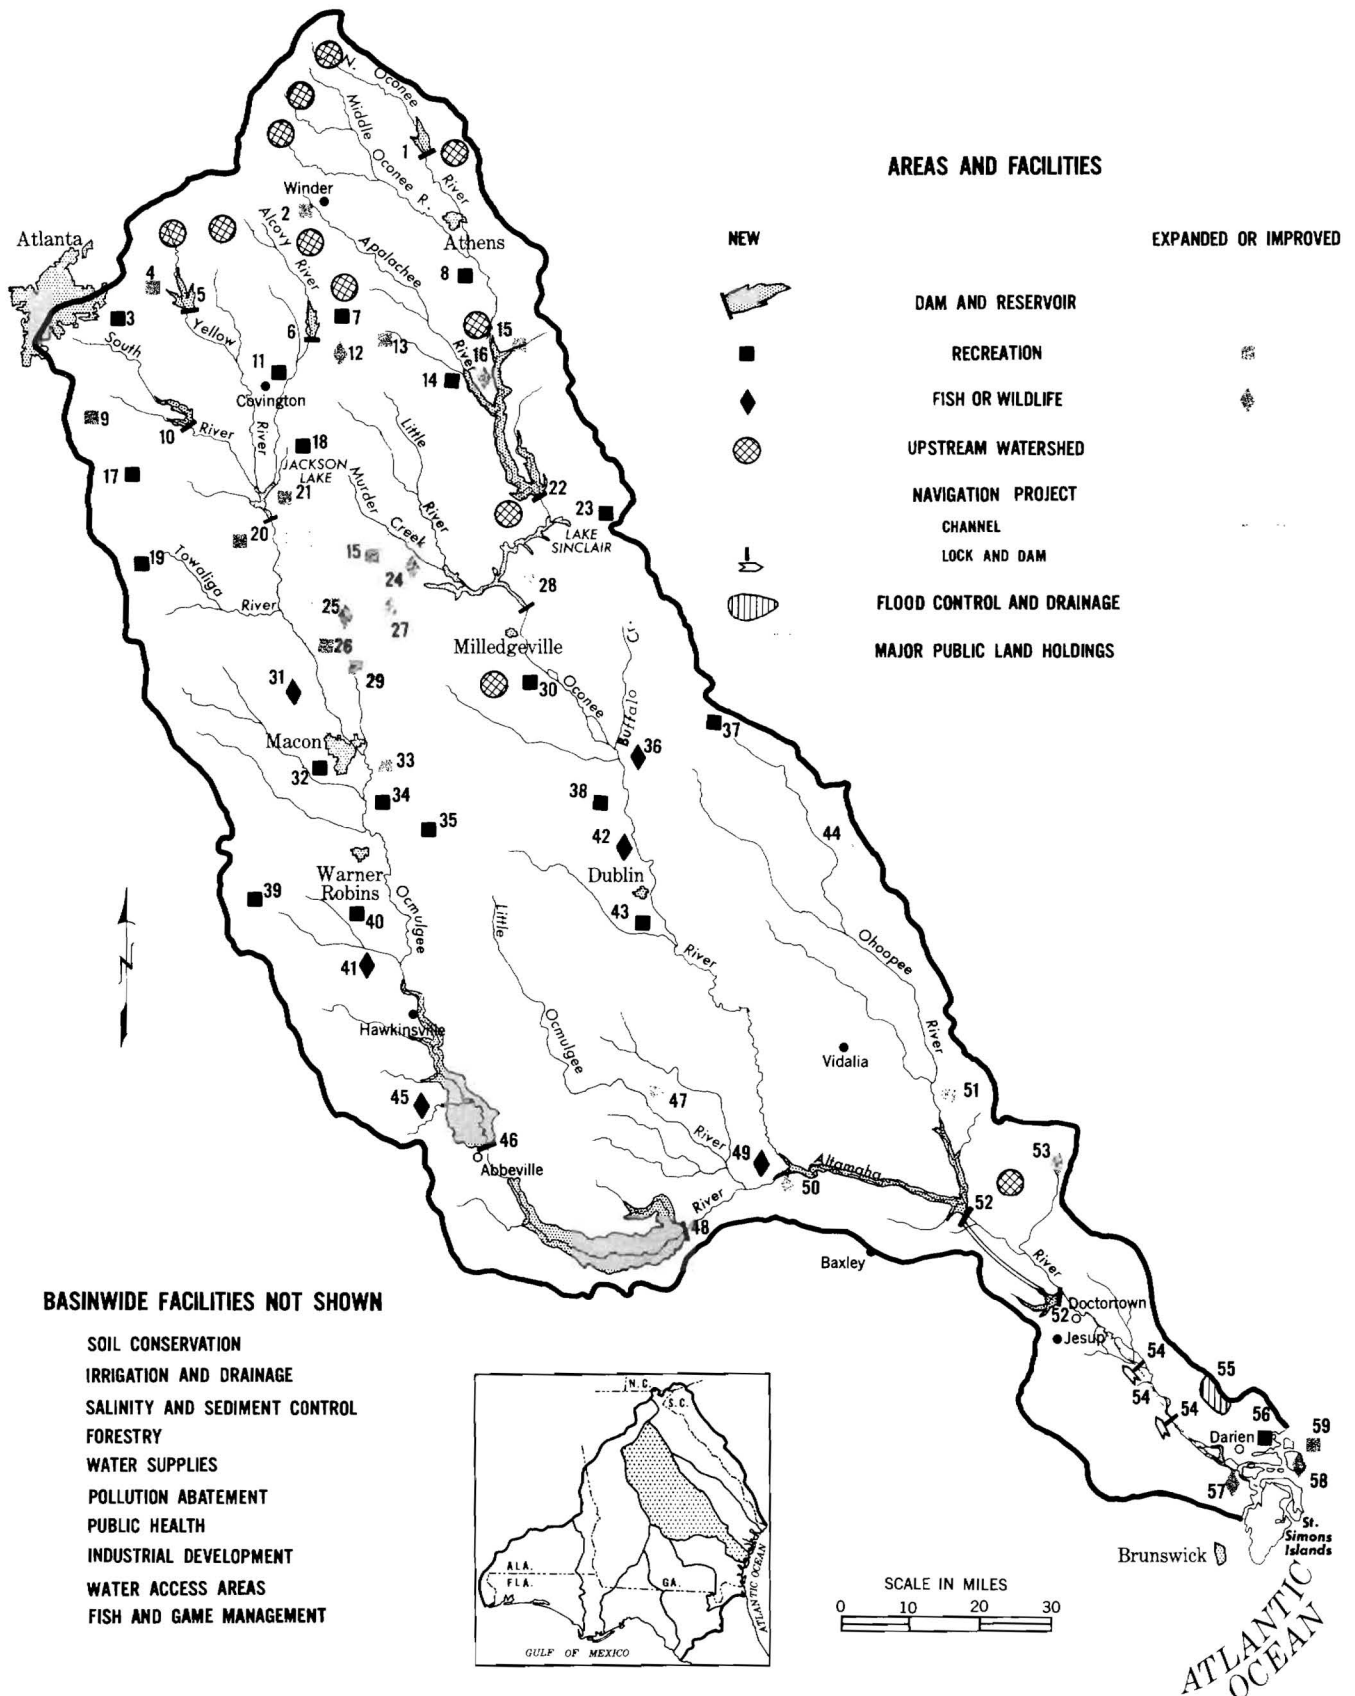 N. Oconee
River
Middle
Oconee R.
1
Winder
2
Alcovy
River
Apalachee
River
Athens
Atlanta
3
4
5
Yellow
River
6
7
8
South
River
9
10
11
Covington
12
13
14
15
16
17
18
JACKSON
LAKE
19
20
21
Little
River
Murder
Creek
22
23
LAKE
SINCLAIR
Towaliga
River
15
24
25
26
27
28
29
Milledgeville
30
Oconee
Buffalo Cr.
31
Macon
32
33
34
35
36
37
38
42
Dublin
43
River
44
39
Warner
Robins
40
41
Ocmulgee
Little
Ocmulgee
River
Ohoopee
River
Hawkinsville
Vidalia
45
46
Abbeville
47
48
River
49
50
Altamaha
River
51
52
53
Baxley
52
Doctortown
Jesup
54
54
54
55
56
Darien
57
58
59
St.
Simons
Islands
Brunswick
ATLANTIC
OCEAN
AREAS AND FACILITIES
NEW
EXPANDED OR IMPROVED
DAM AND RESERVOIR
RECREATION
FISH OR WILDLIFE
UPSTREAM WATERSHED
NAVIGATION PROJECT
CHANNEL
LOCK AND DAM
FLOOD CONTROL AND DRAINAGE
MAJOR PUBLIC LAND HOLDINGS
N
BASINWIDE FACILITIES NOT SHOWN
SOIL CONSERVATION
IRRIGATION AND DRAINAGE
SALINITY AND SEDIMENT CONTROL
FORESTRY
WATER SUPPLIES
POLLUTION ABATEMENT
PUBLIC HEALTH
INDUSTRIAL DEVELOPMENT
WATER ACCESS AREAS
FISH AND GAME MANAGEMENT
N.C.
S.C.
ALA.
FLA.
GA.
ATLANTIC OCEAN
GULF OF MEXICO
SCALE IN MILES
0 10 20 30